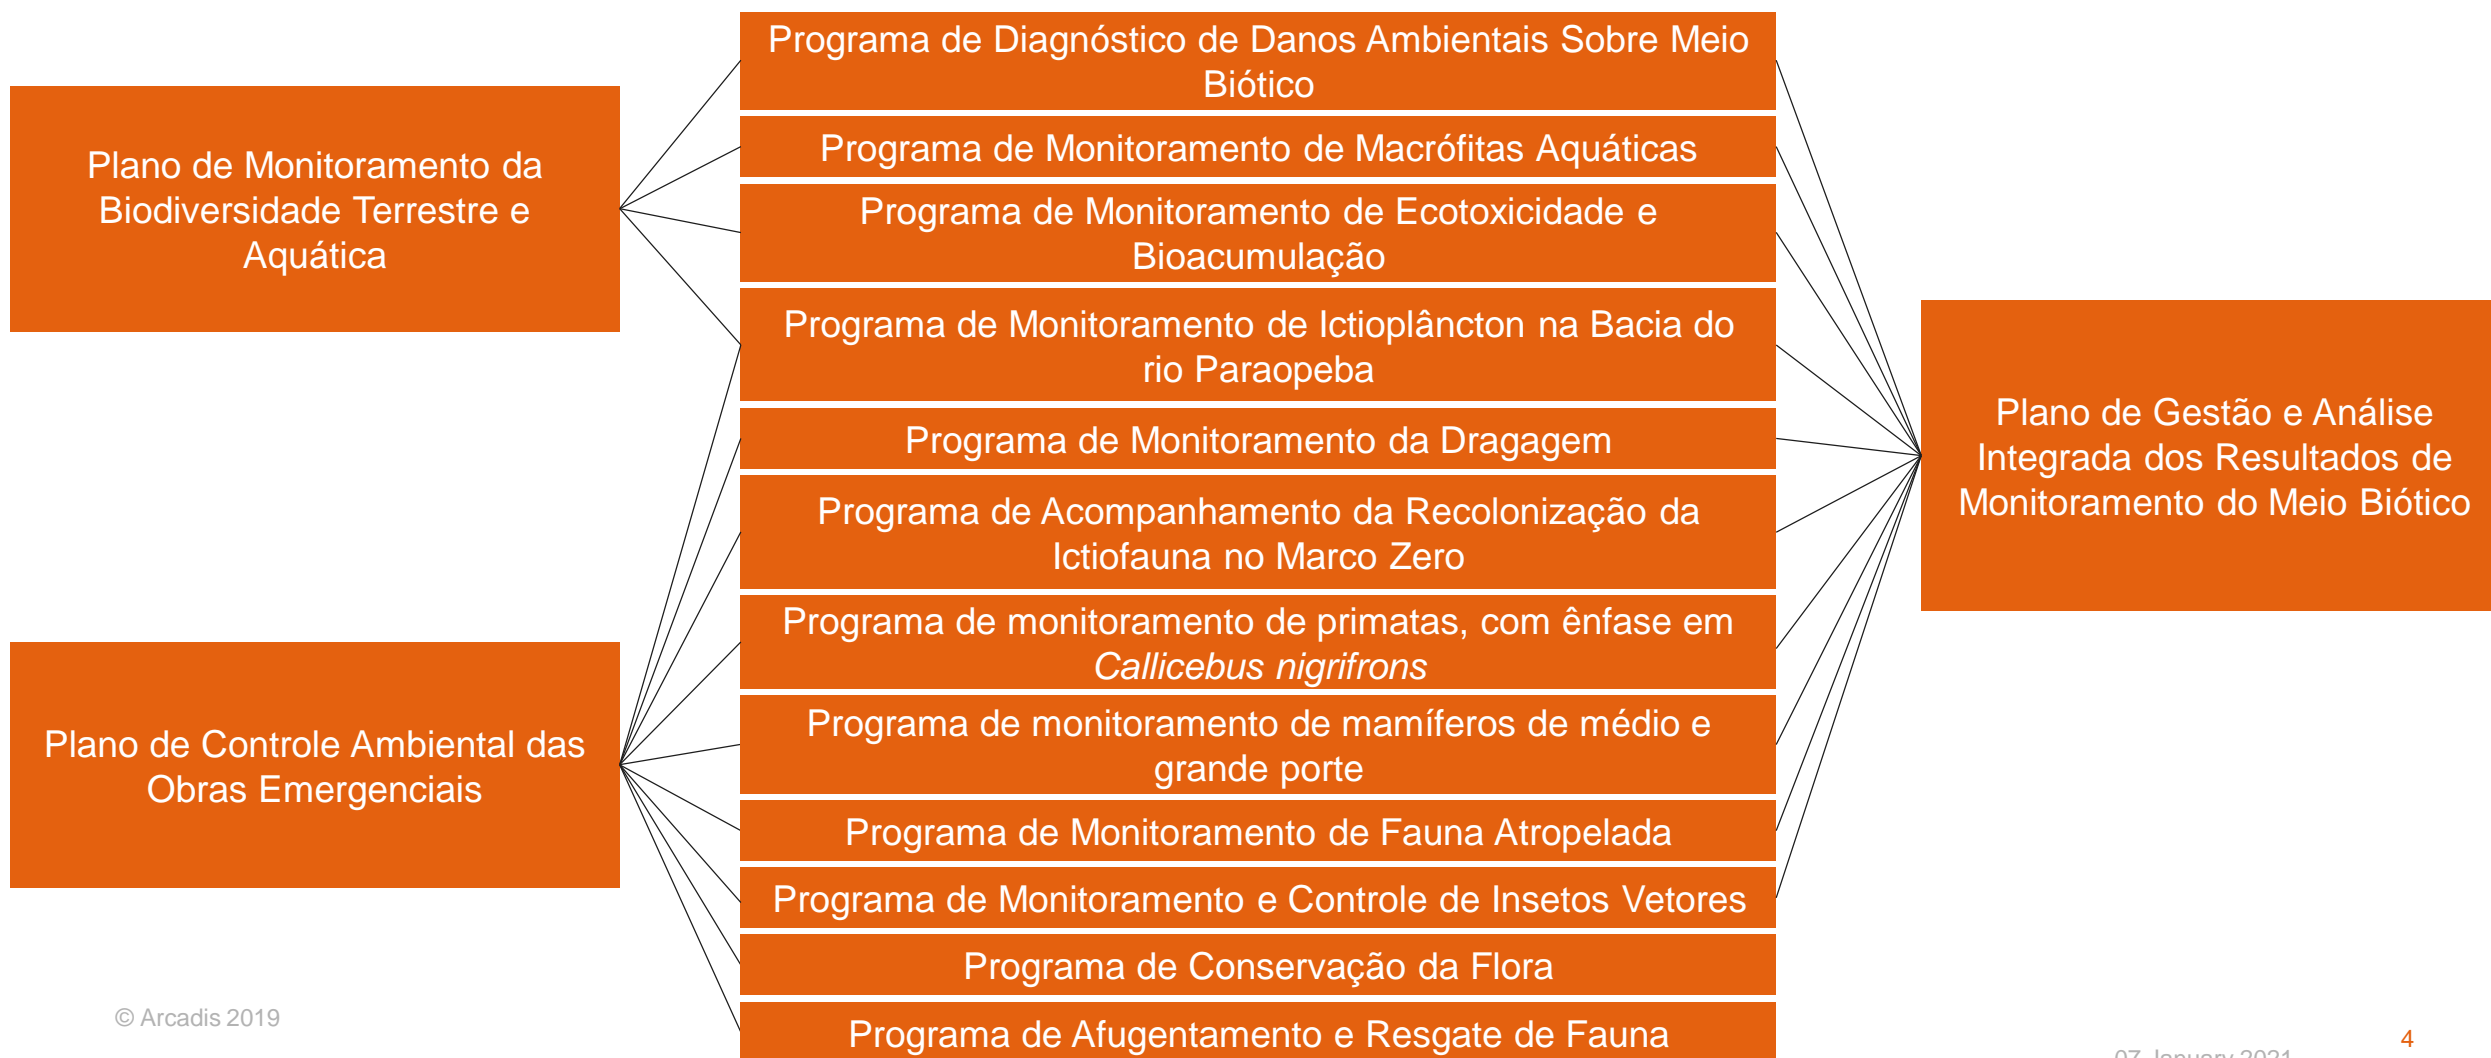 Plano de Monitoramento da
Biodiversidade Terrestre e
Aquática
Plano de Controle Ambiental das
Obras Emergenciais
Programa de Diagnóstico de Danos Ambientais Sobre Meio
Biótico
Programa de Monitoramento de Macrófitas Aquáticas
Programa de Monitoramento de Ecotoxicidade e
Bioacumulação
Programa de Monitoramento de Ictioplâncton na Bacia do
rio Paraopeba
Programa de Monitoramento da Dragagem
Programa de Acompanhamento da Recolonização da
Ictiofauna no Marco Zero
Programa de monitoramento de primatas, com ênfase em
Callicebus nigrifrons
Programa de monitoramento de mamíferos de médio e
grande porte
Programa de Monitoramento de Fauna Atropelada
Programa de Monitoramento e Controle de Insetos Vetores
Programa de Conservação da Flora
Programa de Afugentamento e Resgate de Fauna
Plano de Gestão e Análise
Integrada dos Resultados de
Monitoramento do Meio Biótico
© Arcadis 2019
07 January 2021
4